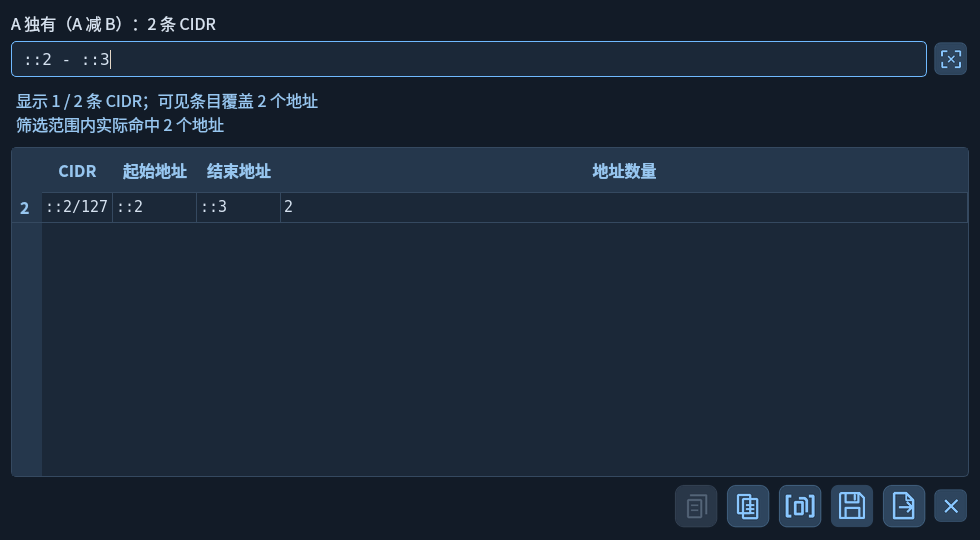 A 独有（A 减 B）：2 条 CIDR
::2 - ::3
显示 1 / 2 条 CIDR；可见条目覆盖 2 个地址
筛选范围内实际命中 2 个地址
CIDR 起始地址 结束地址 地址数量
2 ::2/127 ::2 ::3 2